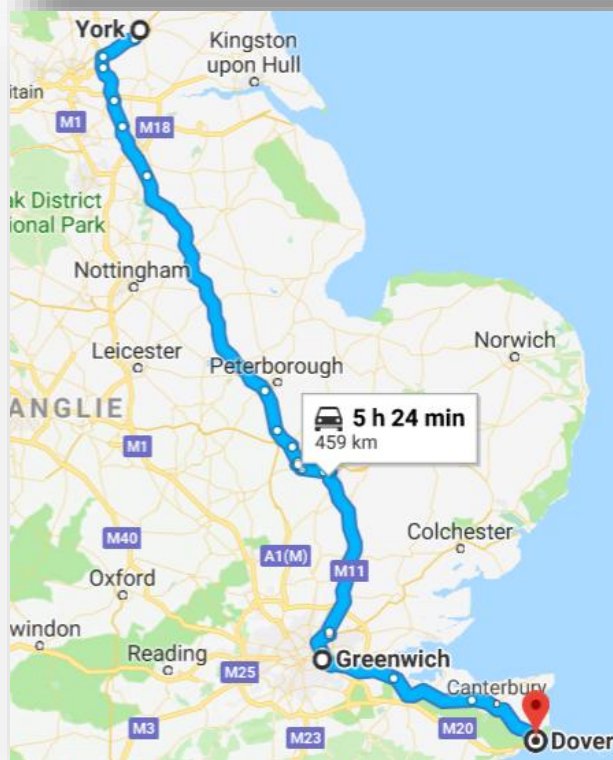 York
Kingston
upon Hull
itain
M1
M18
ak District
ional Park
Nottingham
Norwich
Leicester
Peterborough
ANGLIE
5 h 24 min
459 km
M1
Colchester
M40
A1(M)
M11
Oxford
windon
Greenwich
Reading
M25
Canterbury
M20
M3
M23
Dover